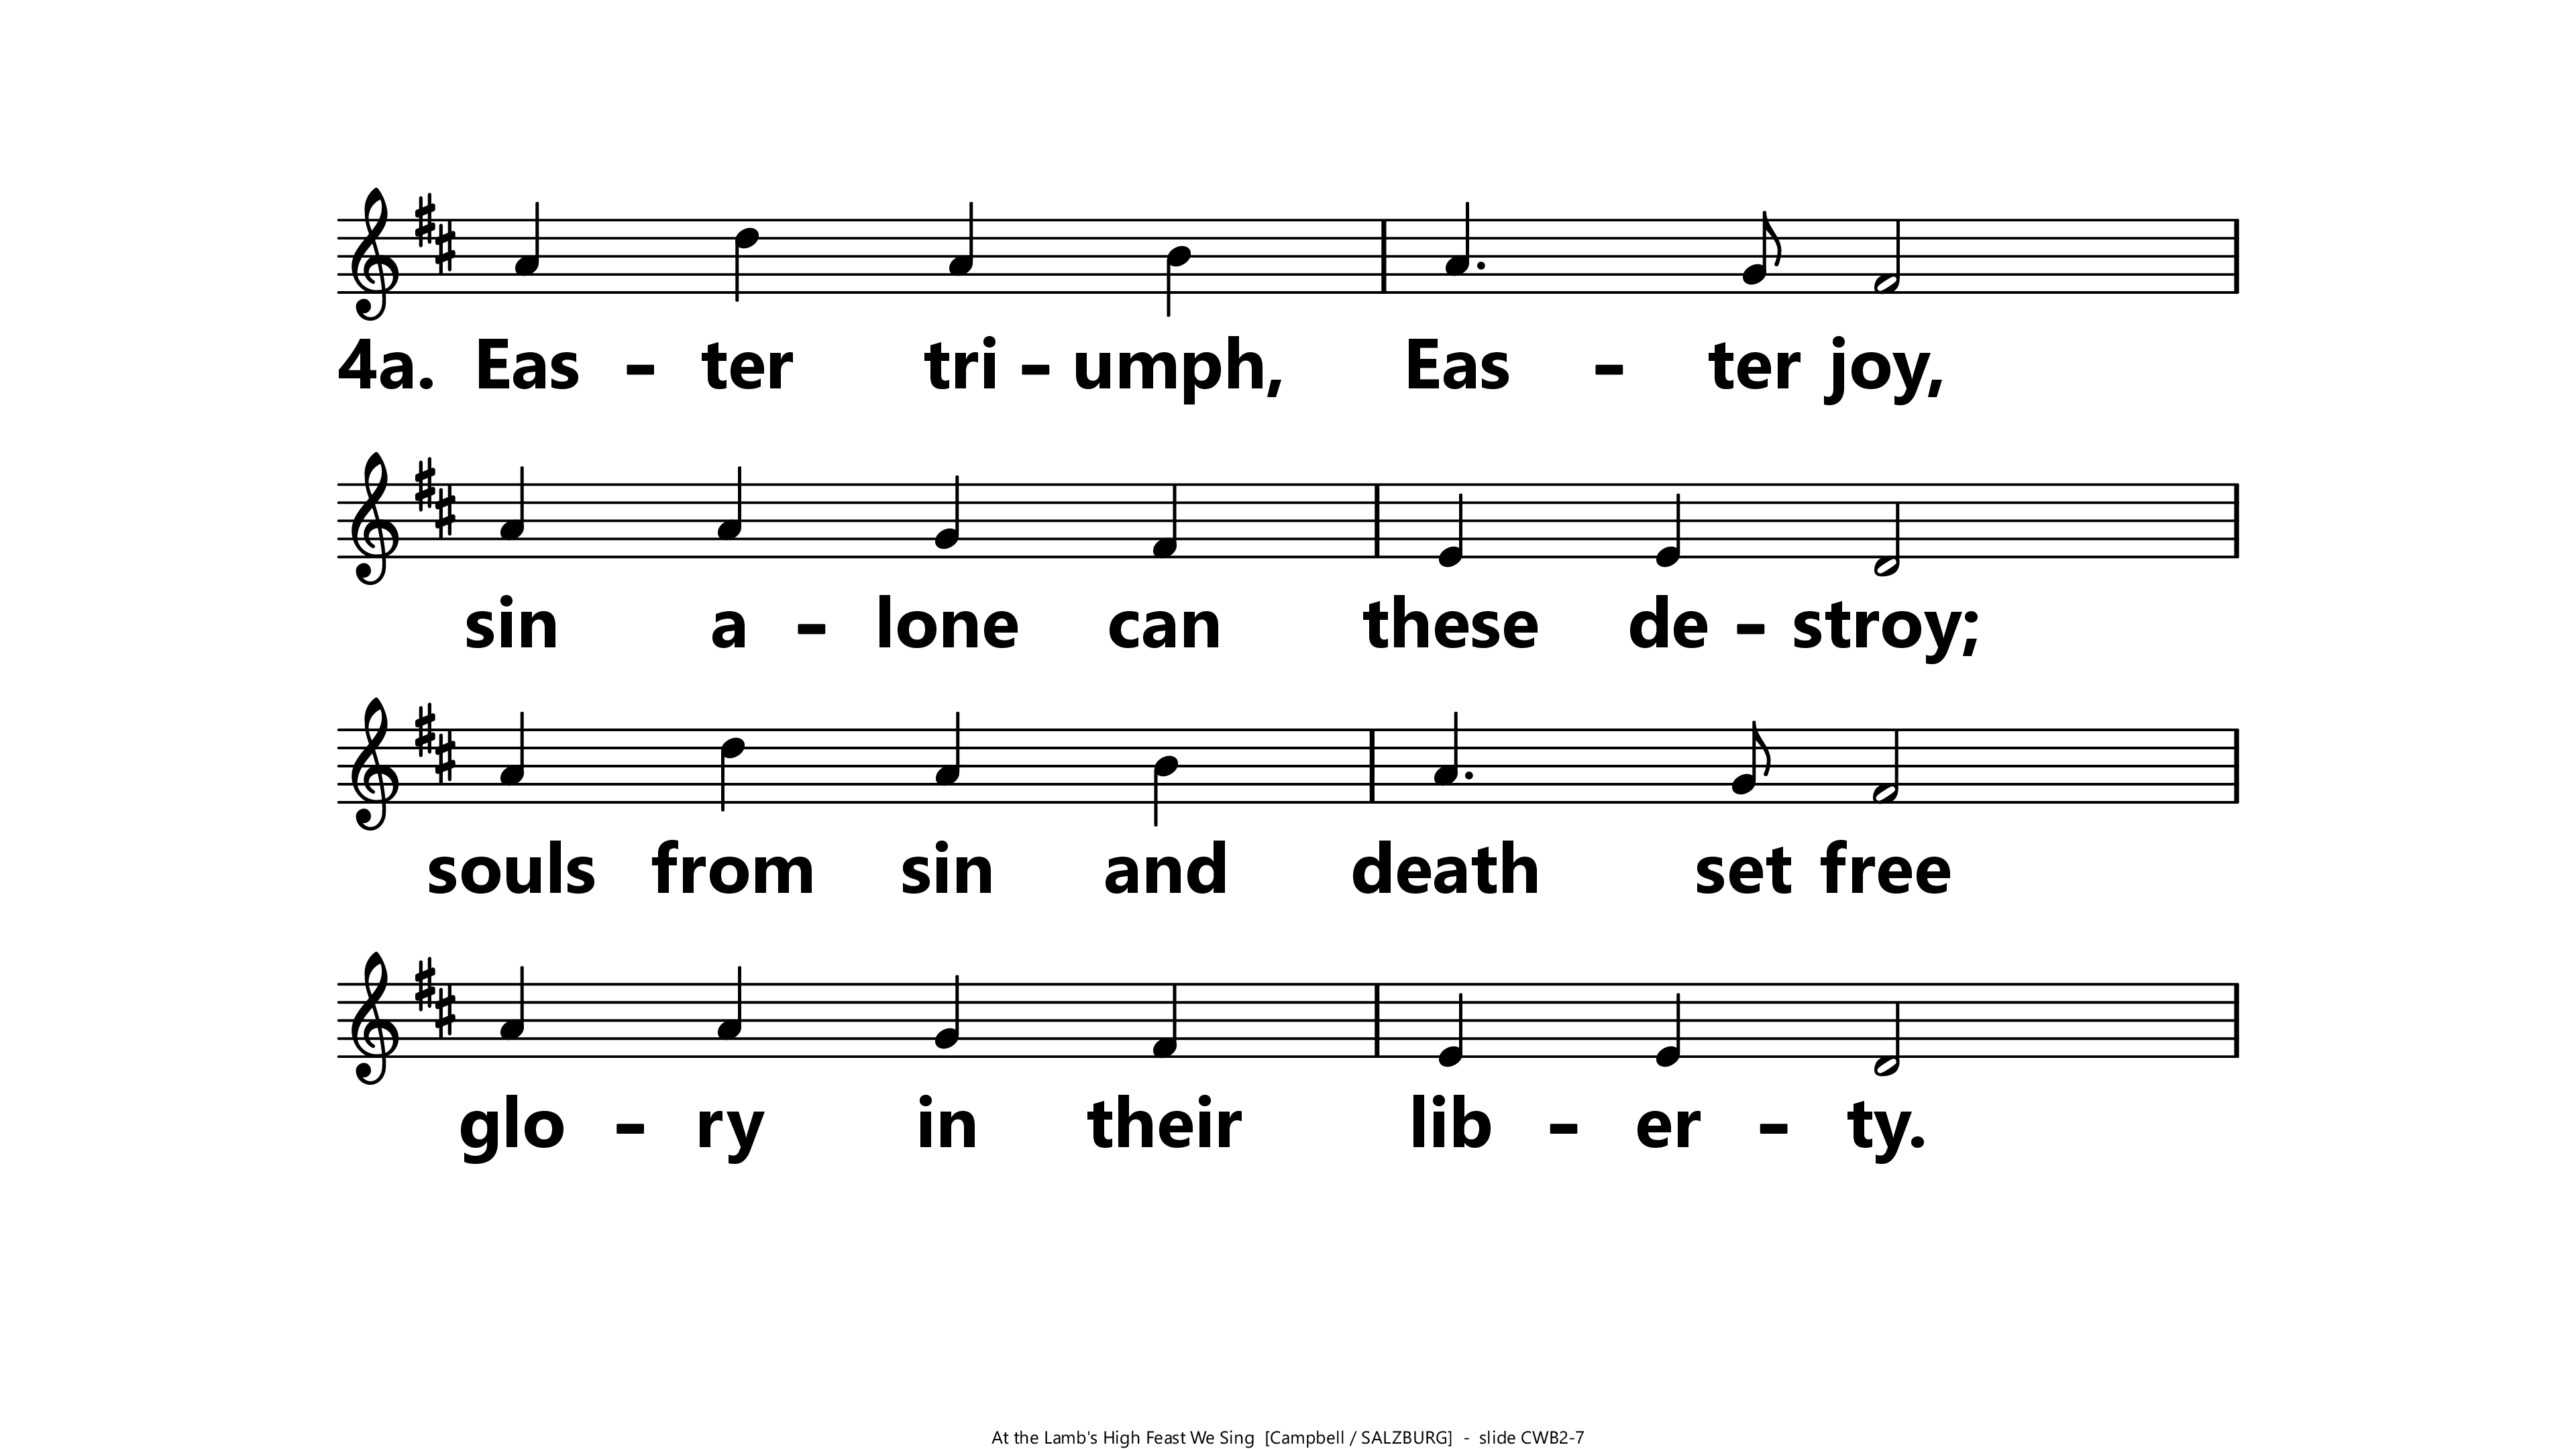 4a. Eas - ter tri - umph, Eas - ter joy,
sin a - lone can these de - stroy;
souls from sin and death set free
glo - ry in their lib - er - ty.
At the Lamb's High Feast We Sing [Campbell / SALZBURG] - slide CWB2-7